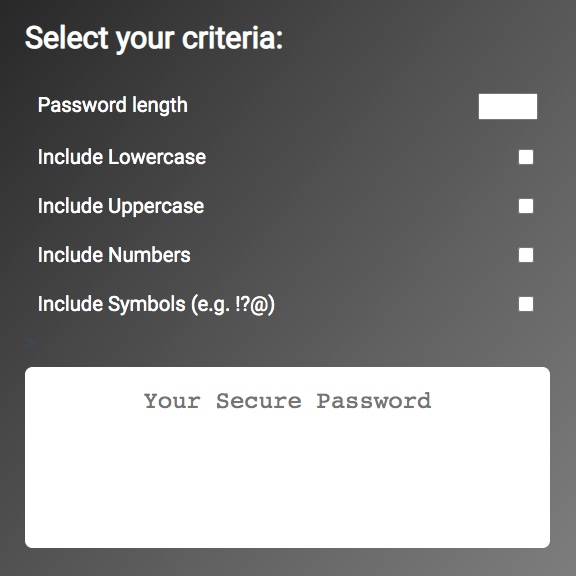 Select your criteria:
Password length
Include Lowercase
Include Uppercase
Include Numbers
Include Symbols (e.g. !?@)
>
Your Secure Password